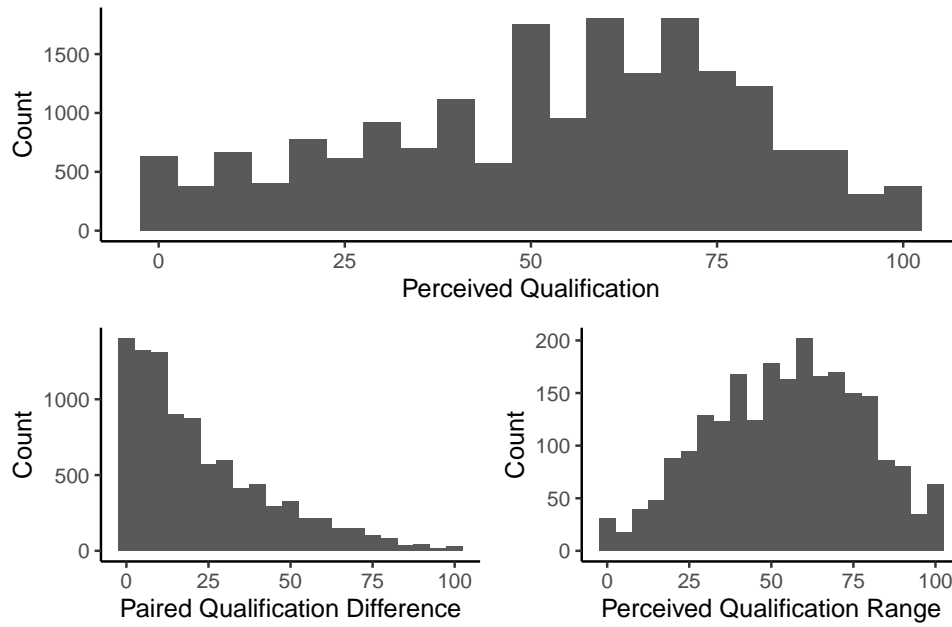 1500
1000
500
0
Count
0 25 50 75 100
Perceived Qualification
1000
500
0
Count
0 25 50 75 100
Paired Qualification Difference
200
150
100
50
0
Count
0 25 50 75 100
Perceived Qualification Range